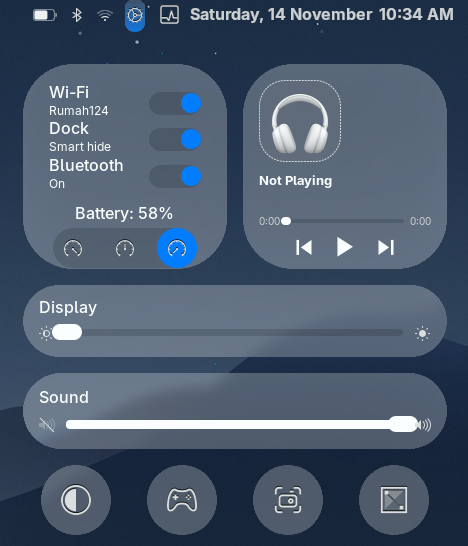 Saturday, 14 November 10:34 AM
Wi-Fi
Rumah124
Dock
Smart hide
Bluetooth
On
Battery: 58%
Not Playing
0:00 0:00
Display
Sound